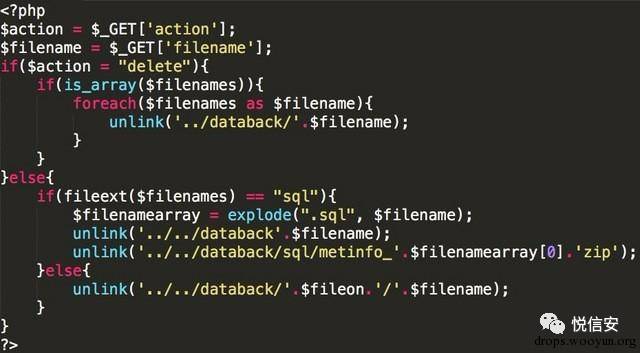 <?php
$action = $_GET['action'];
$filename = $_GET['filename'];
if($action = "delete"){
    if(is_array($filenames)){
        foreach($filenames as $filename){
            unlink('../databack/'.$filename);
        }
    }
}else{
    if(fileext($filenames) == "sql"){
        $filenamearray = explode(".sql", $filename);
        unlink('../../databack'.$filename);
        unlink('../../databack/sql/metinfo_'.$filenamearray[0].'zip');
    }else{
        unlink('../../databack/'.$fileon.'/'.$filename);
    }
}
?>
悦信安
drops.wooyun.org